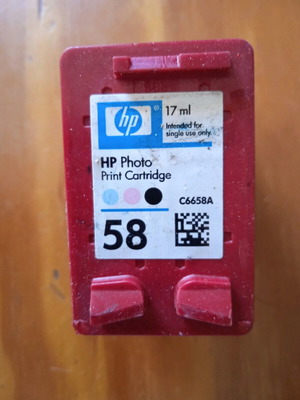 hp
17 ml
Intended for
single use only.
HP Photo
Print Cartridge
C6658A
58